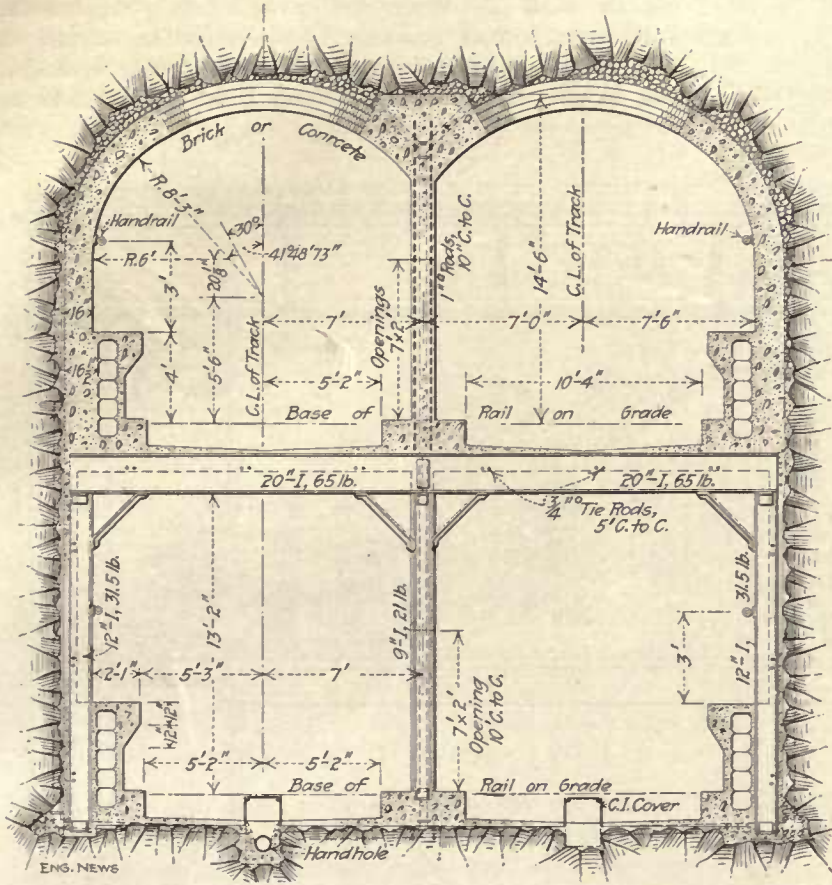 Brick or Concrete
R. 8'-3"
30°
41°48'73"
Handrail
Handrail
R.6'
3'
20 1/8"
1"□ Rods,
10" C. to C.
14'-6"
C.L. of Track
16"
16"
4'
5'-6"
C.L. of Track
7'
Openings
7'x2'
7'-0"
7'-6"
5'-2"
10'-4"
Base of Rail on Grade
20" I, 65 lb.
20" I, 65 lb.
3/4"□ Tie Rods,
5' C. to C.
12" I, 31.5 lb.
13'-2"
9" I, 21 lb.
12" I, 31.5 lb.
3'
2'-1"
5'-3"
7'
7'x2'
Opening
10' C. to C.
5'-2"
5'-2"
Base of Rail on Grade
C.I. Cover
Handhole
ENG. NEWS